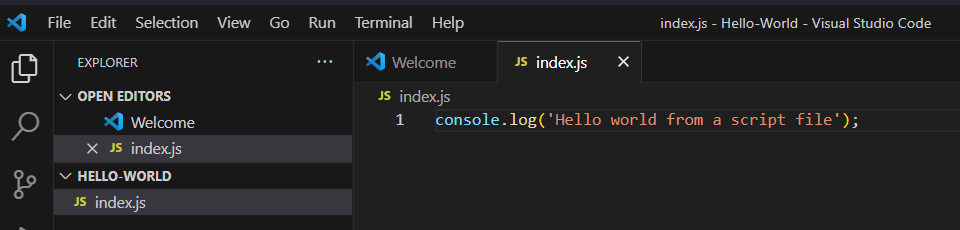 File Edit Selection View Go Run Terminal Help index.js - Hello-World - Visual Studio Code
EXPLORER ...
OPEN EDITORS
Welcome
JS index.js
HELLO-WORLD
JS index.js
Welcome JS index.js
JS index.js
1 console.log('Hello world from a script file');